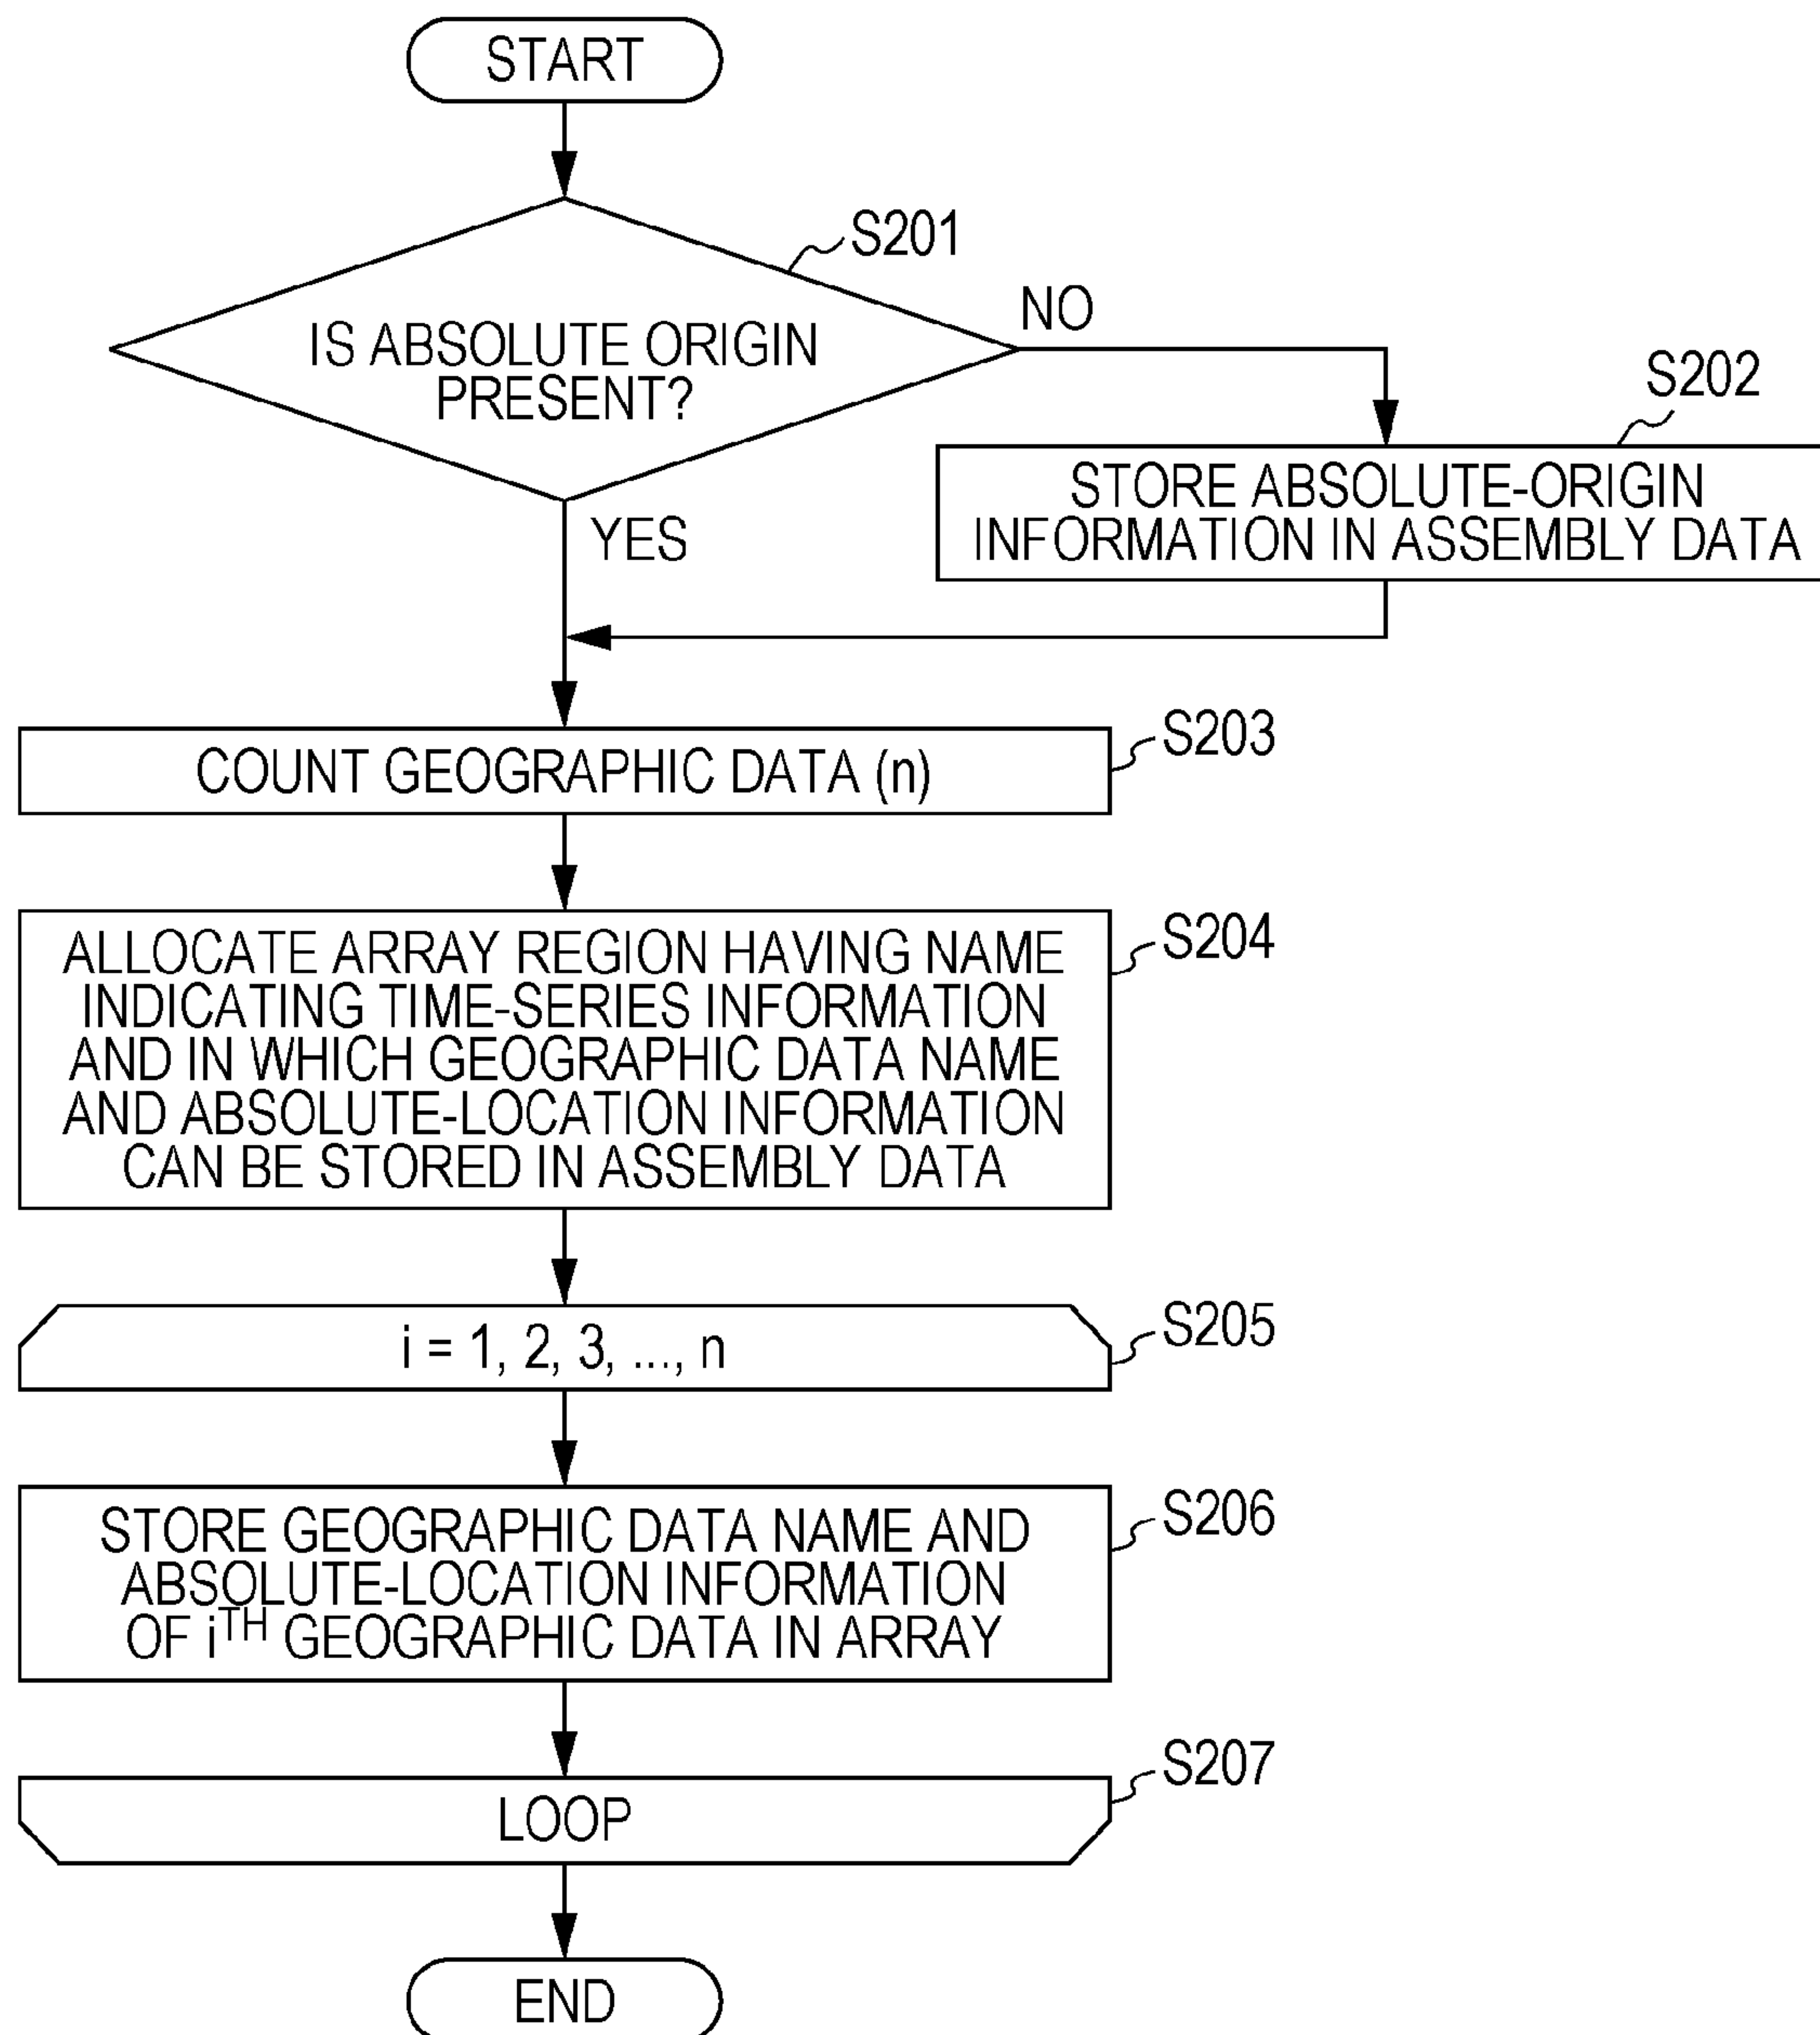 START
S201
IS ABSOLUTE ORIGIN
PRESENT?
NO
YES
S202
STORE ABSOLUTE-ORIGIN
INFORMATION IN ASSEMBLY DATA
S203
COUNT GEOGRAPHIC DATA (n)
S204
ALLOCATE ARRAY REGION HAVING NAME
INDICATING TIME-SERIES INFORMATION
AND IN WHICH GEOGRAPHIC DATA NAME
AND ABSOLUTE-LOCATION INFORMATION
CAN BE STORED IN ASSEMBLY DATA
S205
i = 1, 2, 3, ..., n
S206
STORE GEOGRAPHIC DATA NAME AND
ABSOLUTE-LOCATION INFORMATION
OF iTH GEOGRAPHIC DATA IN ARRAY
S207
LOOP
END